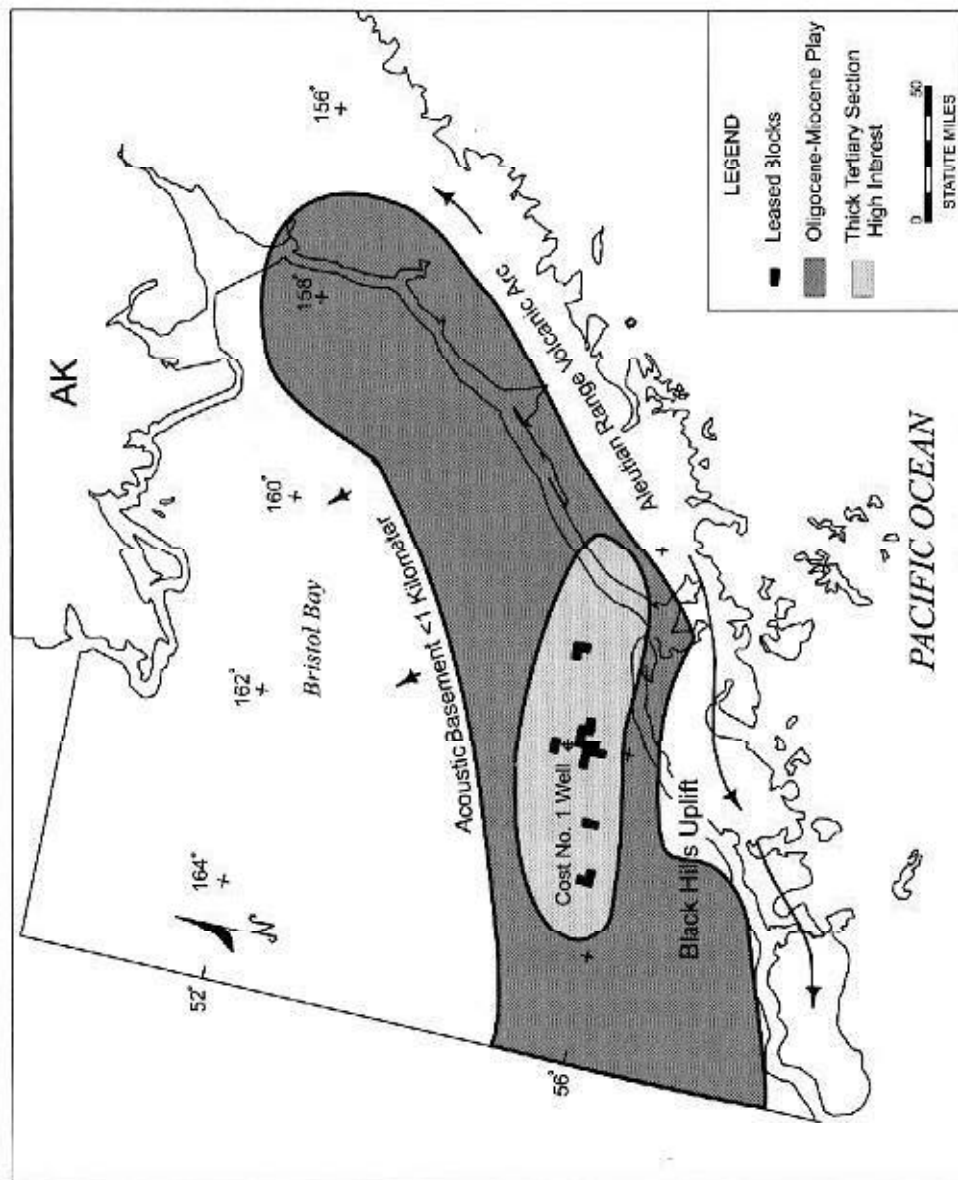 AK
156°
158°
160°
162°
164°
52°
56°
N
Bristol Bay
Acoustic Basement <1 Kilometer
Cost No. 1 Well
Black Hills Uplift
Aleutian Range Volcanic Arc
PACIFIC OCEAN
LEGEND
Leased Blocks
Oligocene-Miocene Play
Thick Tertiary Section
High Interest
0 50
STATUTE MILES